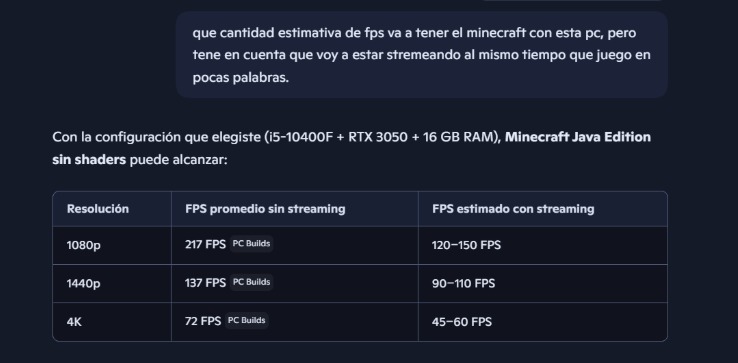 que cantidad estimativa de fps va a tener el minecraft con esta pc, pero
tene en cuenta que voy a estar stremeando al mismo tiempo que juego en
pocas palabras.
Con la configuración que elegiste (i5-10400F + RTX 3050 + 16 GB RAM), Minecraft Java Edition
sin shaders puede alcanzar:
Resolución FPS promedio sin streaming FPS estimado con streaming
1080p 217 FPS PC Builds 120–150 FPS
1440p 137 FPS PC Builds 90–110 FPS
4K 72 FPS PC Builds 45–60 FPS